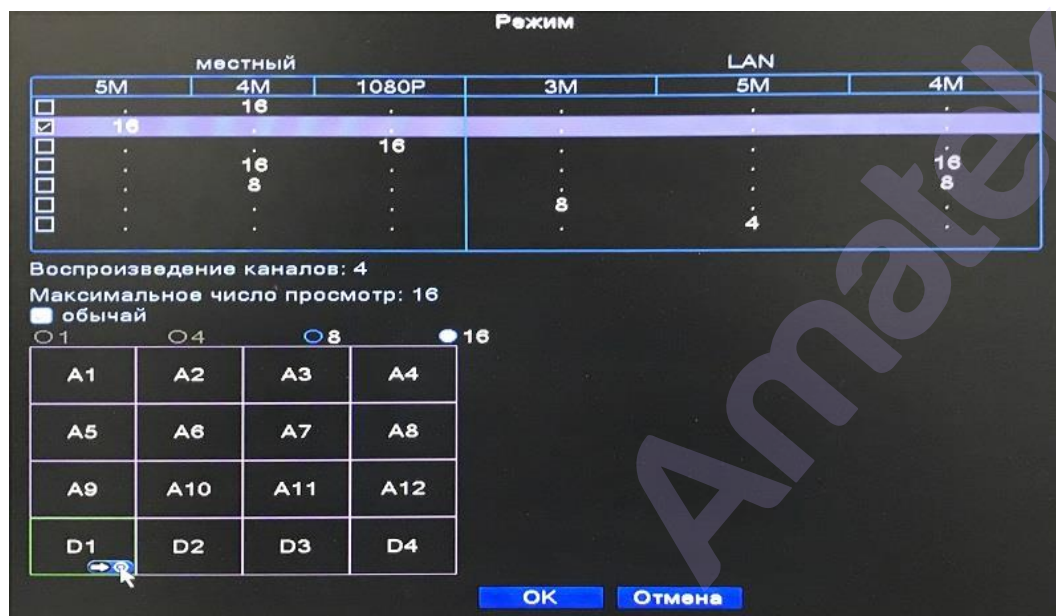 Режим
местный LAN
5M 4M 1080P 3M 5M 4M
. 16 . . . .
16 . . . . .
. . 16 . . .
. 16 . . . 16
. 8 . . . 8
. . . 8 . .
. . . . 4 .
Воспроизведение каналов: 4
Максимальное число просмотр: 16
обычай
1 4 8 16
A1 A2 A3 A4
A5 A6 A7 A8
A9 A10 A11 A12
D1 D2 D3 D4
OK Отмена
Amatek